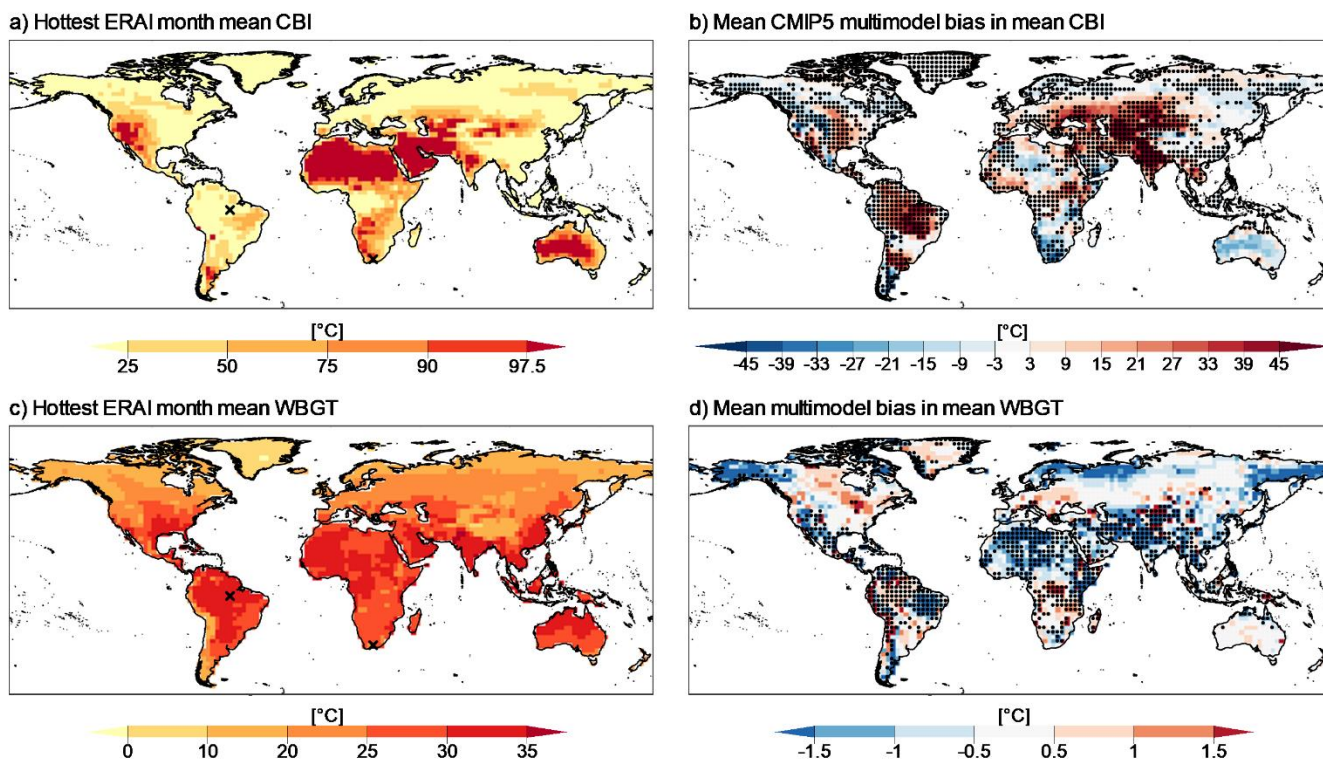 a) Hottest ERAI month mean CBI
b) Mean CMIP5 multimodel bias in mean CBI
[°C]
25 50 75 90 97.5
[°C]
-45 -39 -33 -27 -21 -15 -9 -3 3 9 15 21 27 33 39 45
c) Hottest ERAI month mean WBGT
d) Mean multimodel bias in mean WBGT
[°C]
0 10 20 25 30 35
[°C]
-1.5 -1 -0.5 0.5 1 1.5